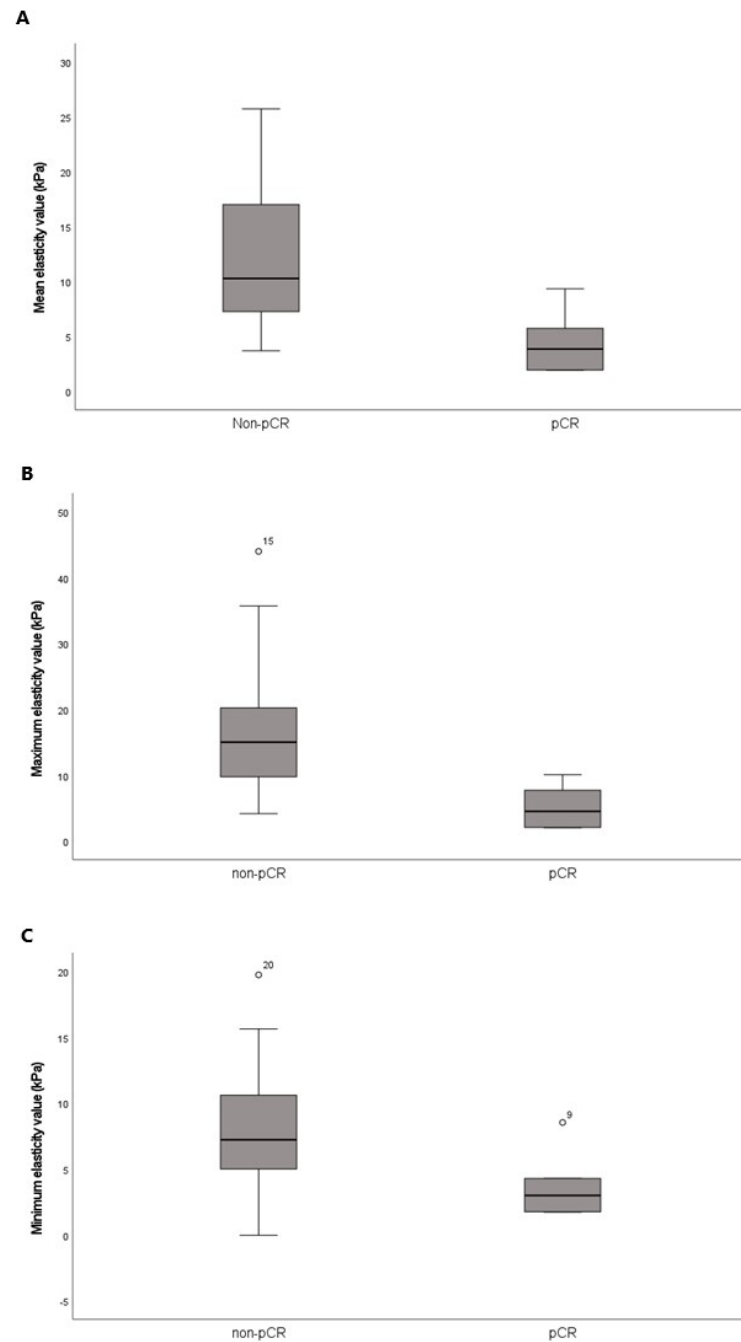 A
Mean elasticity value (kPa)
30
25
20
15
10
5
0
Non-pCR pCR
B
Maximum elasticity value (kPa)
50
40
30
20
10
0
15
non-pCR pCR
C
Minimum elasticity value (kPa)
20
15
10
5
0
-5
20
9
non-pCR pCR